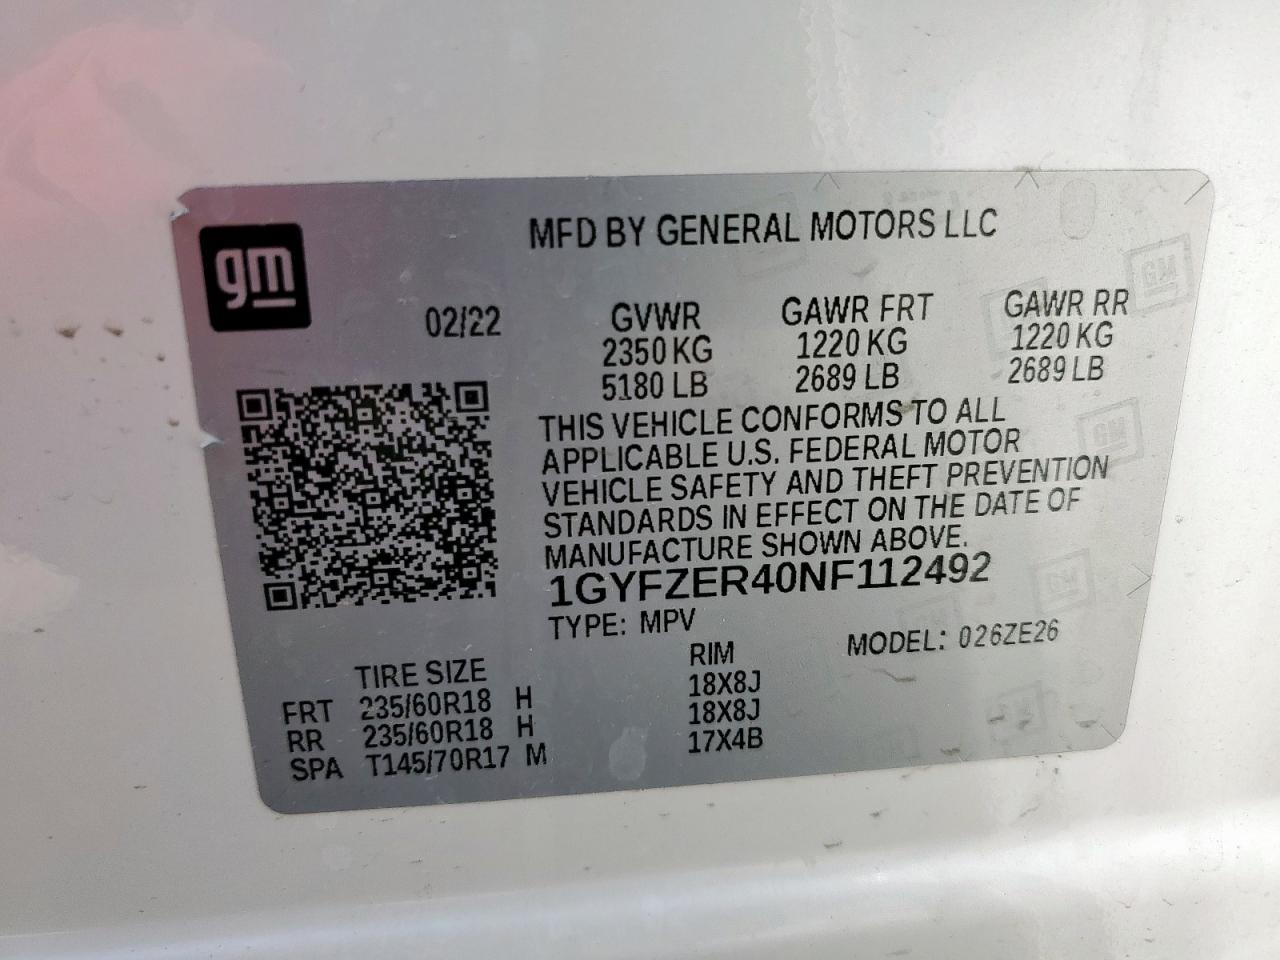 gm
MFD BY GENERAL MOTORS LLC
02/22
GVWR GAWR FRT GAWR RR
2350 KG 1220 KG 1220 KG
5180 LB 2689 LB 2689 LB
THIS VEHICLE CONFORMS TO ALL
APPLICABLE U.S. FEDERAL MOTOR
VEHICLE SAFETY AND THEFT PREVENTION
STANDARDS IN EFFECT ON THE DATE OF
MANUFACTURE SHOWN ABOVE.
1GYFZER40NF112492
TYPE: MPV MODEL: 026ZE26
TIRE SIZE RIM
FRT 235/60R18 H 18X8J
RR 235/60R18 H 18X8J
SPA T145/70R17 M 17X4B
GM
GM
GM